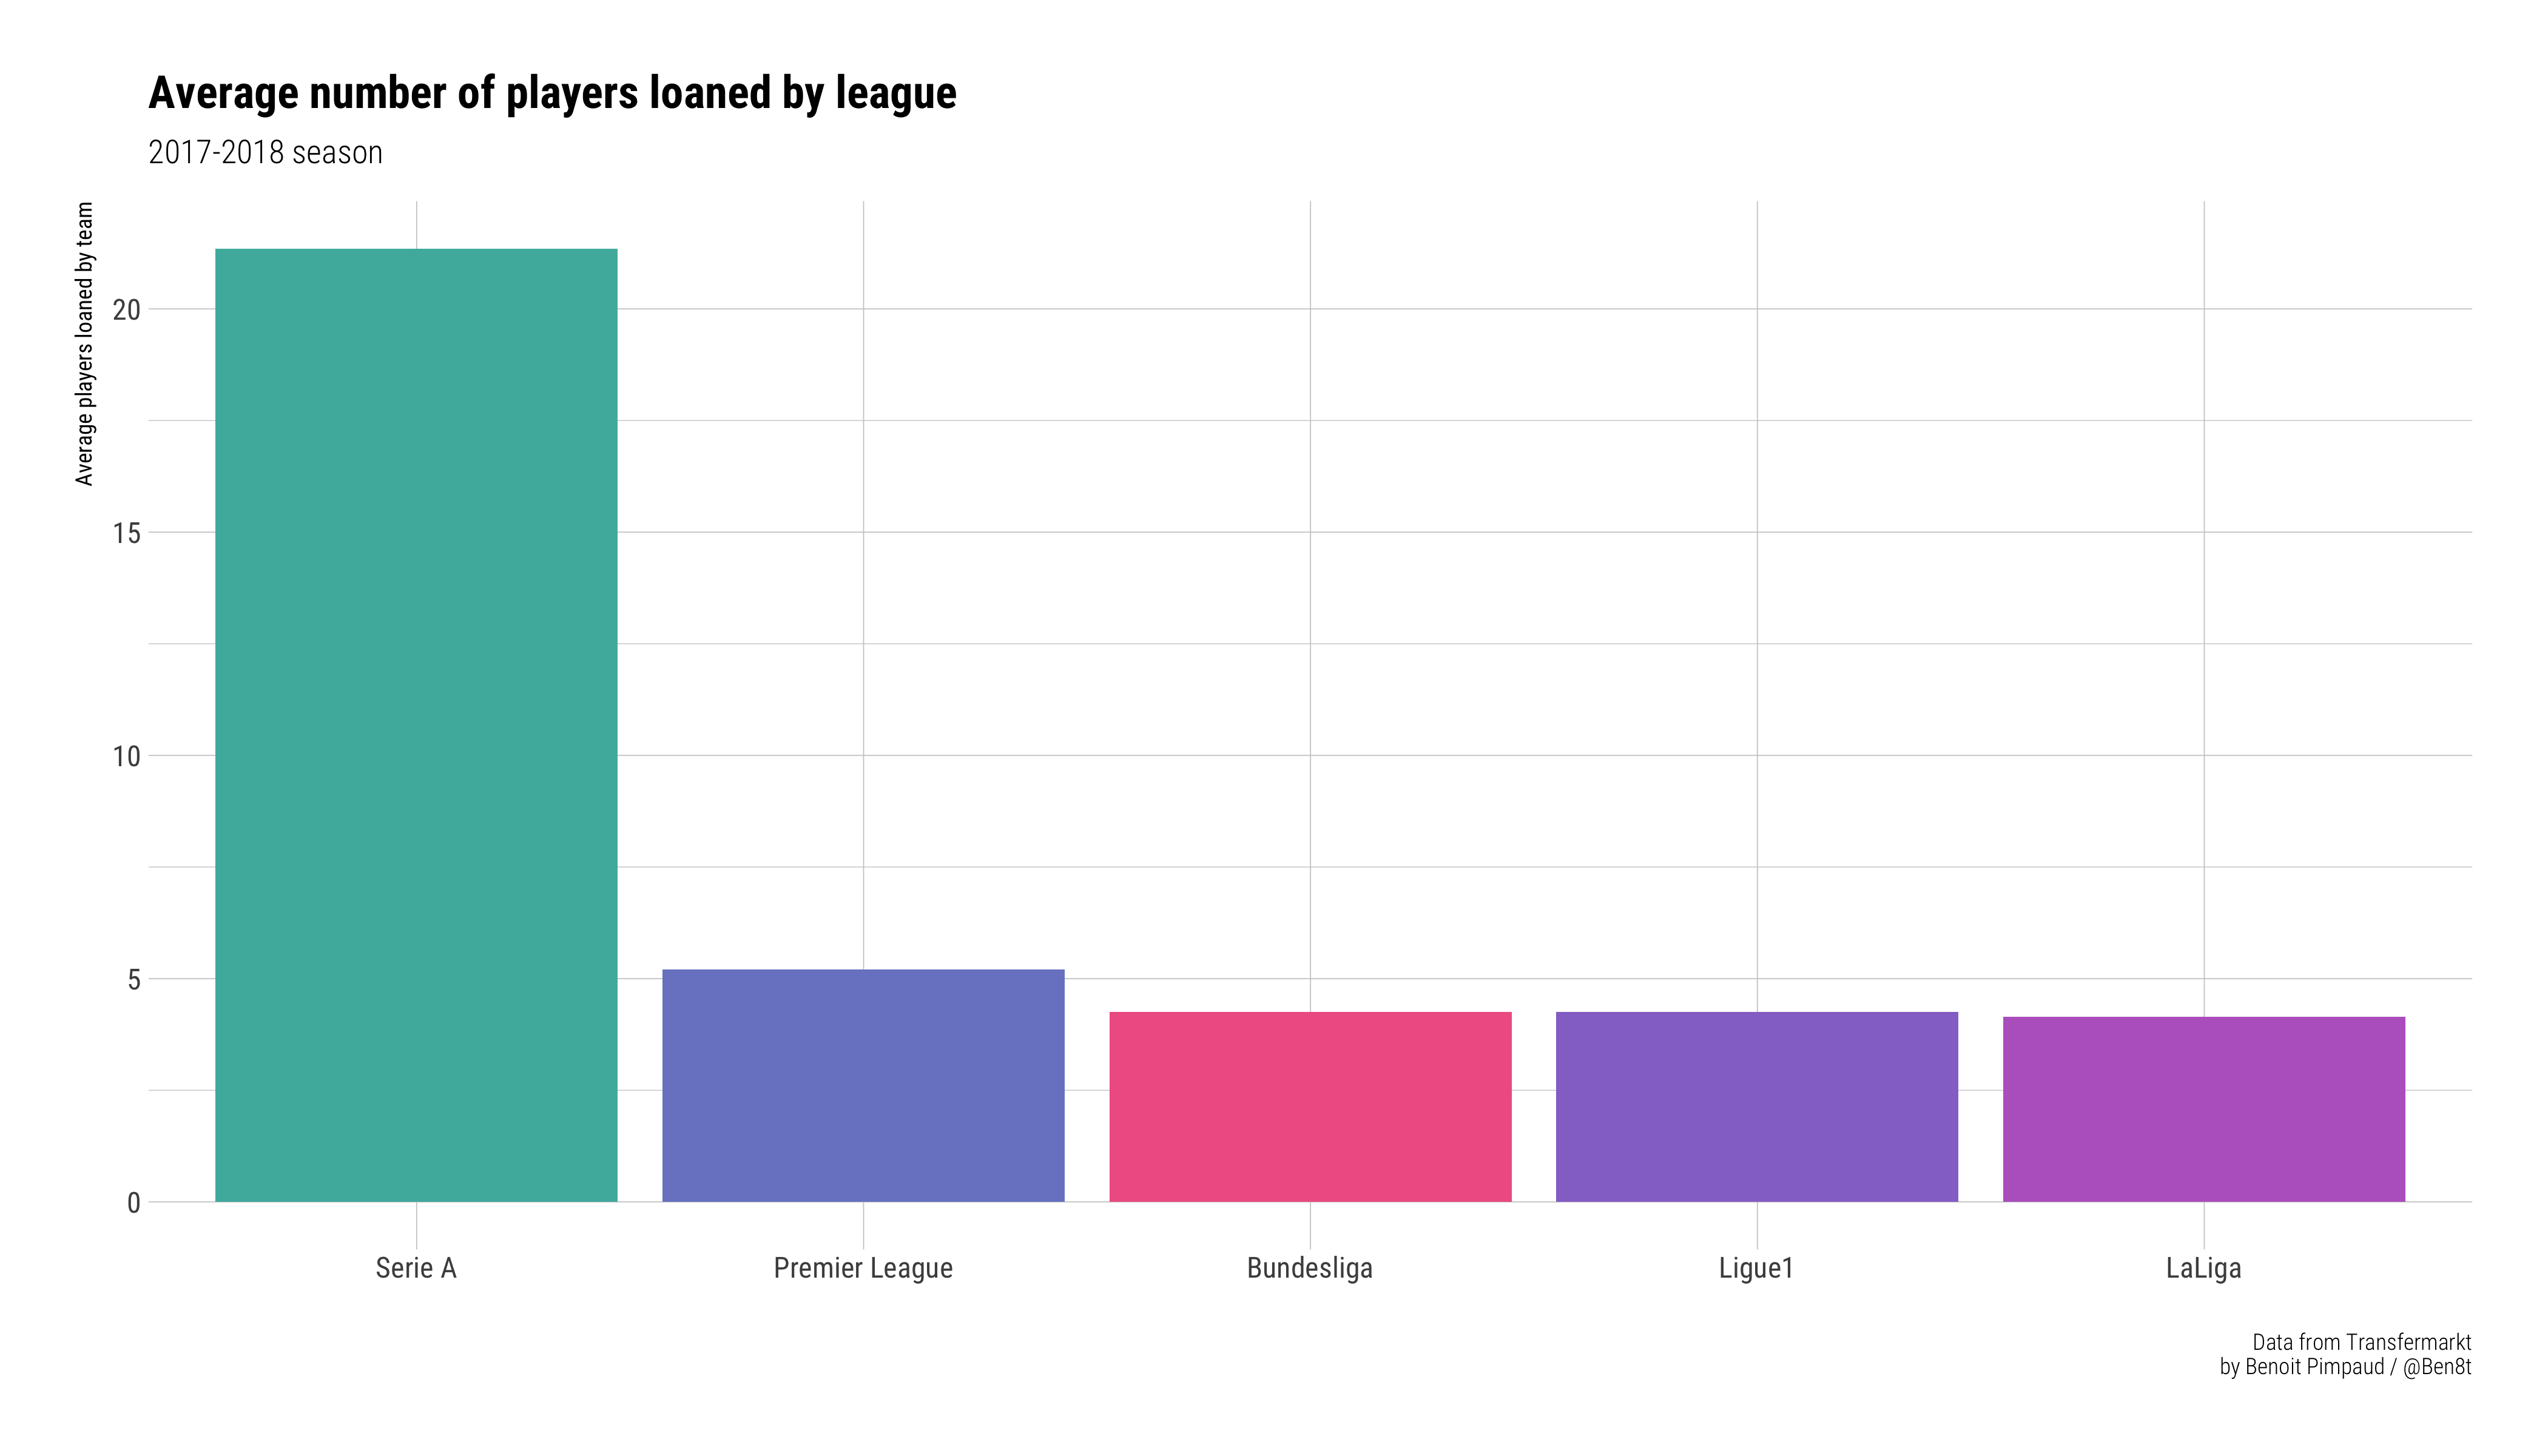 Average number of players loaned by league
2017-2018 season
Average players loaned by team
20
15
10
5
0
Serie A
Premier League
Bundesliga
Ligue1
LaLiga
Data from Transfermarkt
by Benoit Pimpaud / @Ben8t